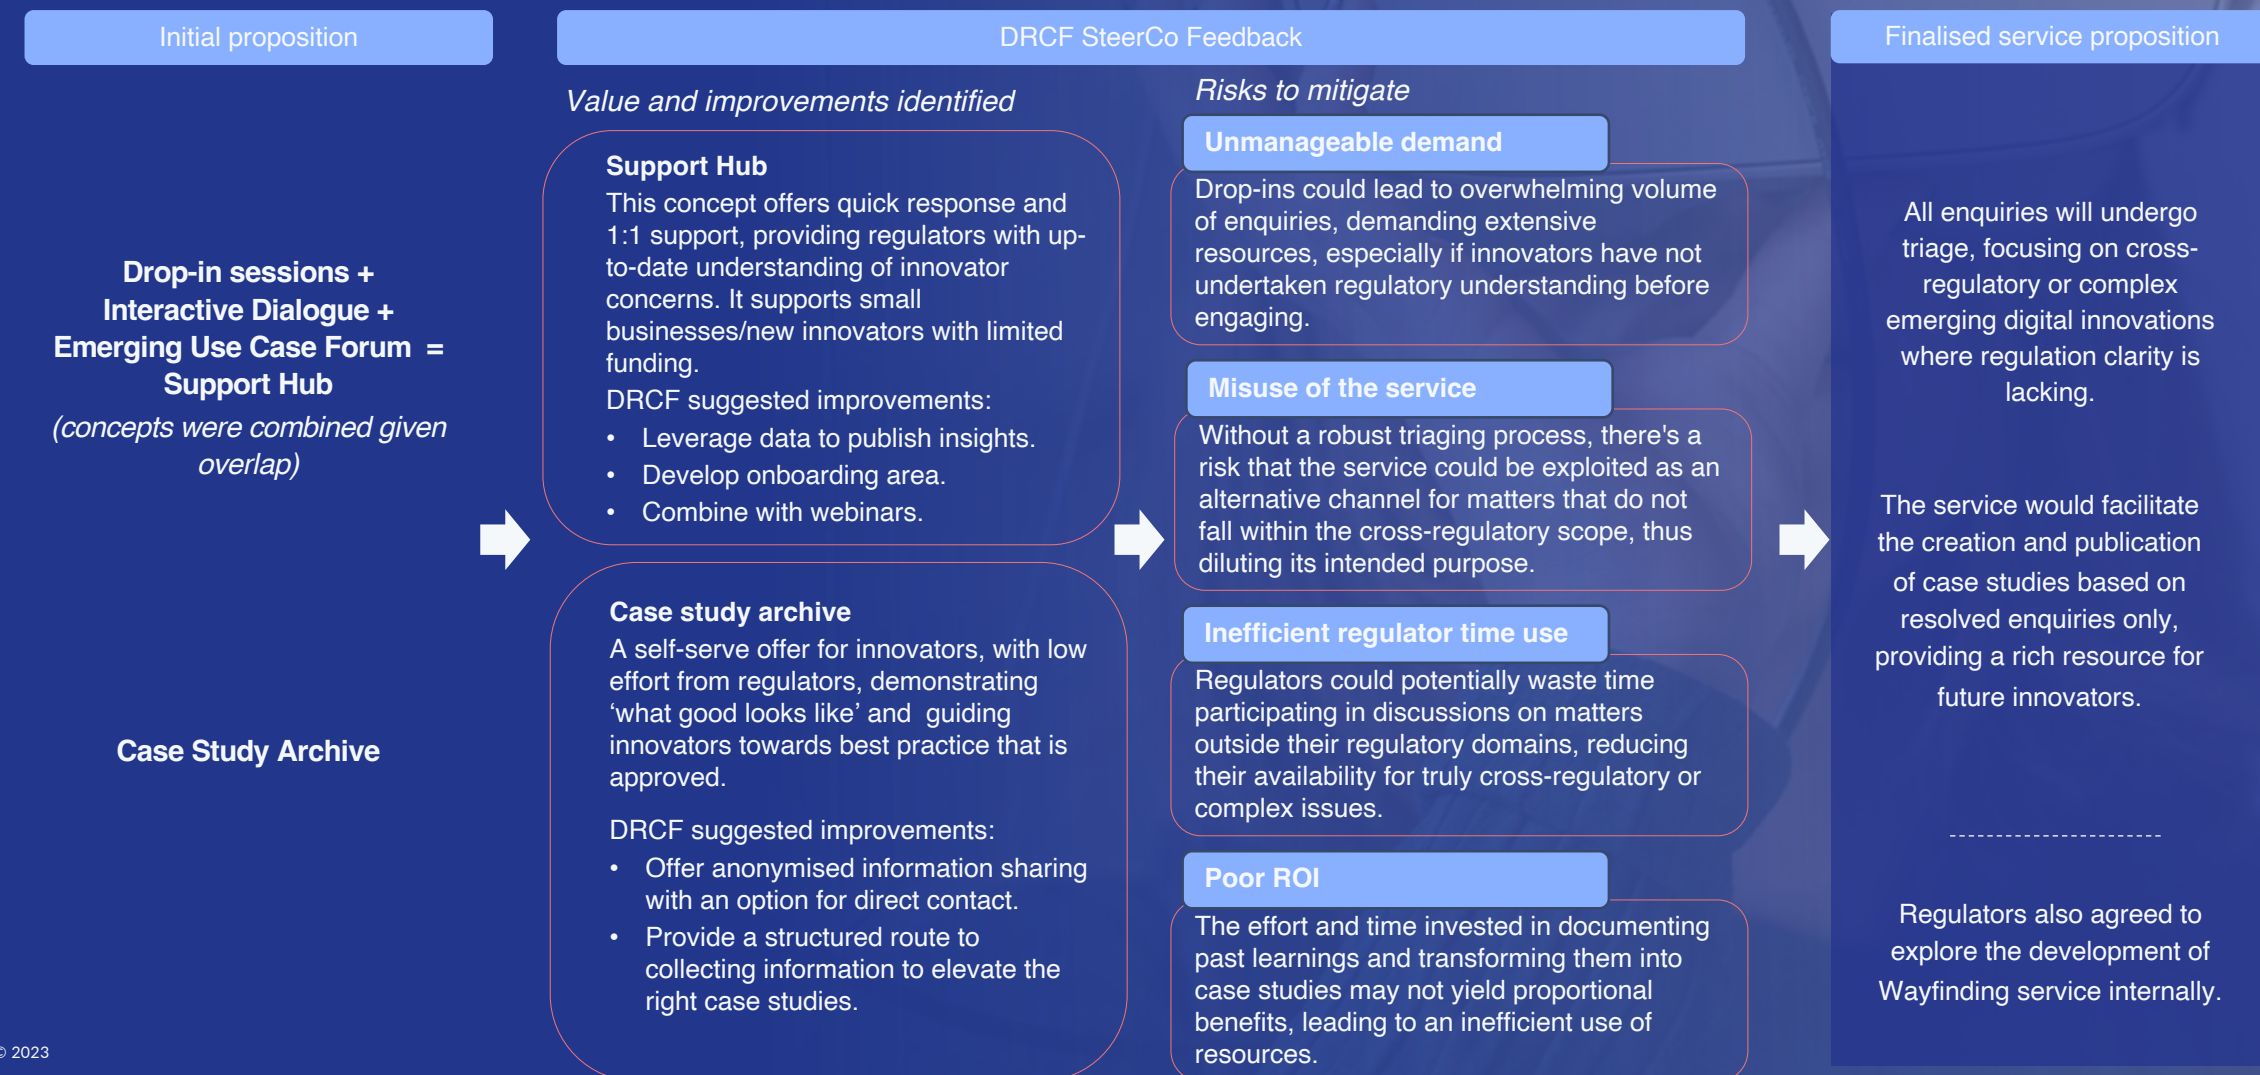 Initial proposition
Drop-in sessions +
Interactive Dialogue +
Emerging Use Case Forum  =
Support Hub
(concepts were combined given
overlap)
Case Study Archive
DRCF SteerCo Feedback
Value and improvements identified
Support Hub
This concept offers quick response and
1:1 support, providing regulators with up-
to-date understanding of innovator
concerns. It supports small
businesses/new innovators with limited
funding.
DRCF suggested improvements:
• Leverage data to publish insights.
• Develop onboarding area.
• Combine with webinars.
Case study archive
A self-serve offer for innovators, with low
effort from regulators, demonstrating
‘what good looks like’ and  guiding
innovators towards best practice that is
approved.
DRCF suggested improvements:
• Offer anonymised information sharing
with an option for direct contact.
• Provide a structured route to
collecting information to elevate the
right case studies.
Risks to mitigate
Unmanageable demand
Drop-ins could lead to overwhelming volume
of enquiries, demanding extensive
resources, especially if innovators have not
undertaken regulatory understanding before
engaging.
Misuse of the service
Without a robust triaging process, there's a
risk that the service could be exploited as an
alternative channel for matters that do not
fall within the cross-regulatory scope, thus
diluting its intended purpose.
Inefficient regulator time use
Regulators could potentially waste time
participating in discussions on matters
outside their regulatory domains, reducing
their availability for truly cross-regulatory or
complex issues.
Poor ROI
The effort and time invested in documenting
past learnings and transforming them into
case studies may not yield proportional
benefits, leading to an inefficient use of
resources.
Finalised service proposition
All enquiries will undergo
triage, focusing on cross-
regulatory or complex
emerging digital innovations
where regulation clarity is
lacking.
The service would facilitate
the creation and publication
of case studies based on
resolved enquiries only,
providing a rich resource for
future innovators.
-----------------------
Regulators also agreed to
explore the development of
Wayfinding service internally.
© 2023